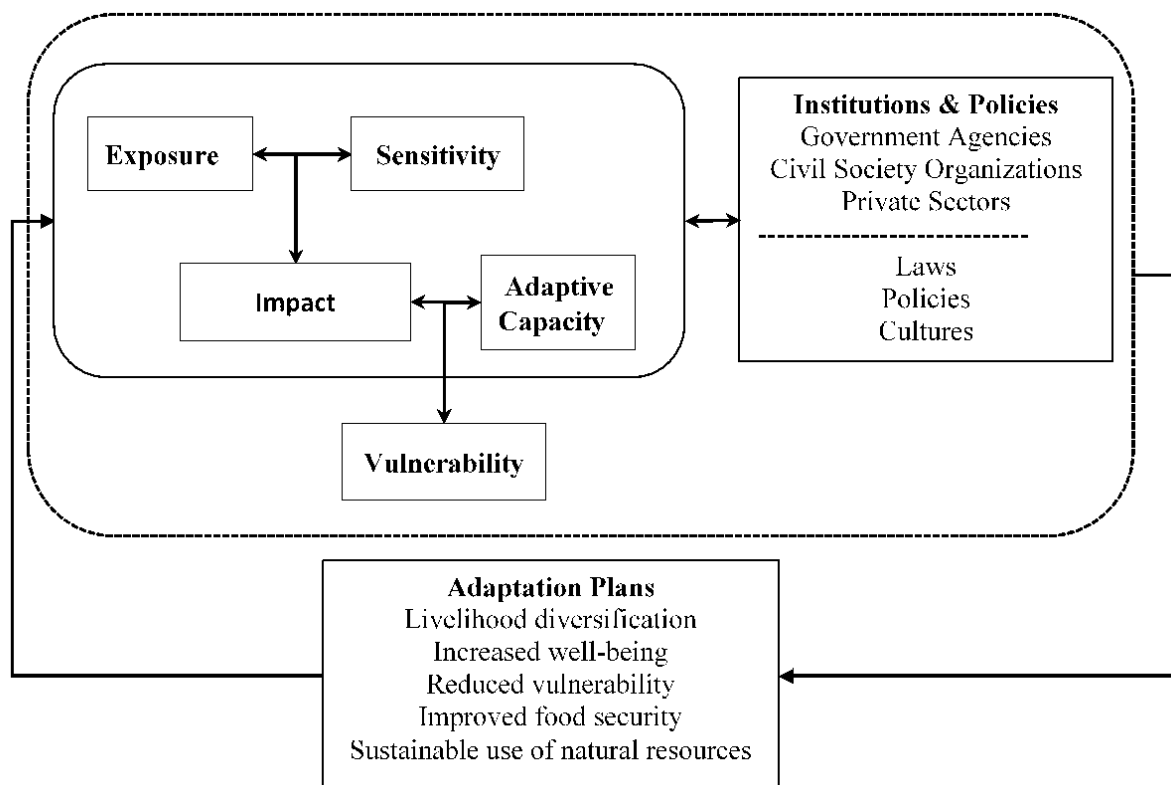 Institutions & Policies
Government Agencies
Civil Society Organizations
Private Sectors
Laws
Policies
Cultures
Exposure
Sensitivity
Impact
Adaptive
Capacity
Vulnerability
Adaptation Plans
Livelihood diversification
Increased well-being
Reduced vulnerability
Improved food security
Sustainable use of natural resources